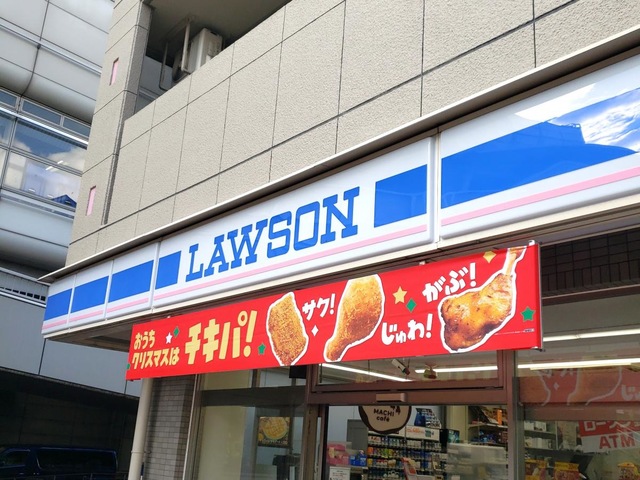 LAWSON
おうち
クリスマスは
チキパ!
サク!
じゅわ!
がぶ!
MACHI
café
MTA